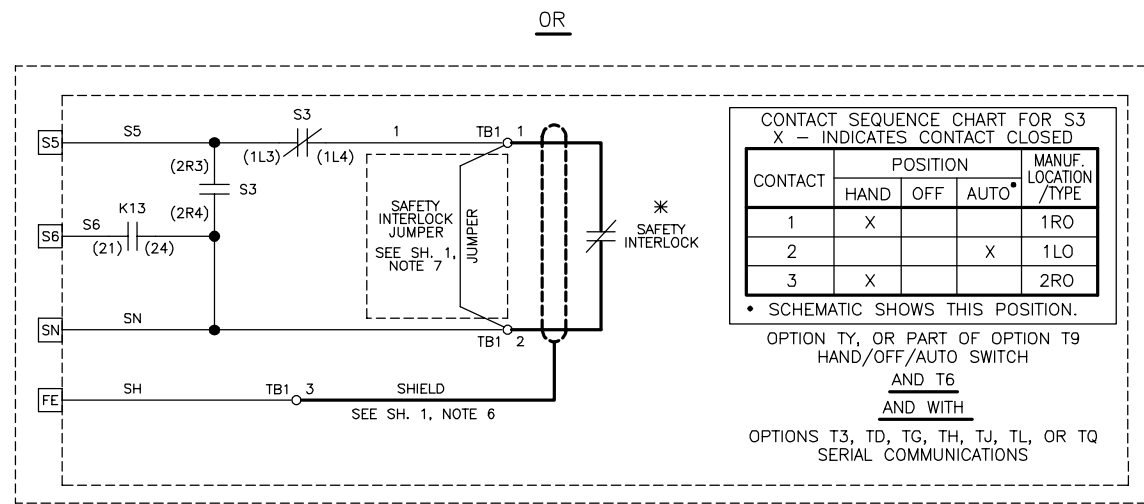 OR
S5
S5
S3
(1L3)
(1L4)
1
TB1
1
(2R3)
S3
(2R4)
S6
S6
K13
(21)
(24)
SAFETY
INTERLOCK
JUMPER
SEE SH. 1,
NOTE 7
JUMPER
*
SAFETY
INTERLOCK
SN
SN
TB1
2
FE
SH
TB1
3
SHIELD
SEE SH. 1, NOTE 6
CONTACT SEQUENCE CHART FOR S3
X – INDICATES CONTACT CLOSED
CONTACT
POSITION
MANUF.
LOCATION
/TYPE
HAND OFF AUTO•
1 X 1RO
2 X 1LO
3 X 2RO
• SCHEMATIC SHOWS THIS POSITION.
OPTION TY, OR PART OF OPTION T9
HAND/OFF/AUTO SWITCH
AND T6
AND WITH
OPTIONS T3, TD, TG, TH, TJ, TL, OR TQ
SERIAL COMMUNICATIONS